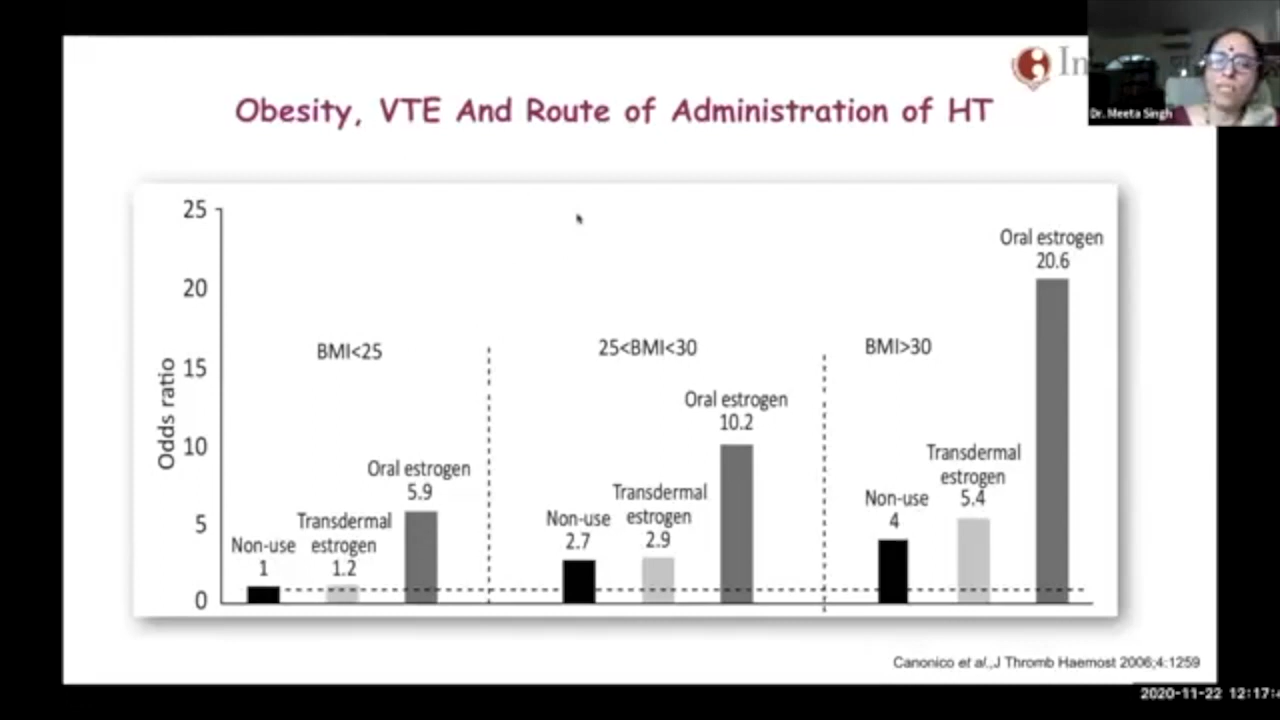 In
Dr. Meeta Singh
Obesity, VTE And Route of Administration of HT
25
20
15
10
5
0
Odds ratio
BMI<25
Non-use
1
Transdermal
estrogen
1.2
Oral estrogen
5.9
25<BMI<30
Non-use
2.7
Transdermal
estrogen
2.9
Oral estrogen
10.2
BMI>30
Non-use
4
Transdermal
estrogen
5.4
Oral estrogen
20.6
Canonico et al.,J Thromb Haemost 2006;4:1259
2020-11-22 12:17:4